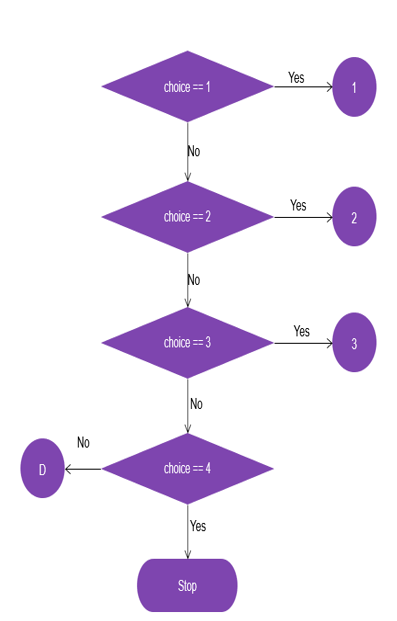 choice == 1
Yes
1
No
choice == 2
Yes
2
No
choice == 3
Yes
3
No
choice == 4
No
D
Yes
Stop